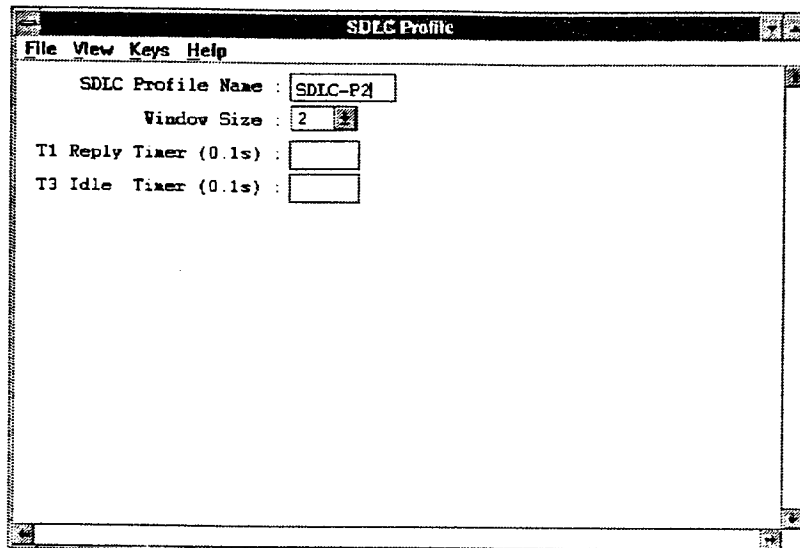 SDLC Profile
File View Keys Help
SDLC Profile Name : SDLC-P2
Window Size : 2
T1 Reply Timer (0.1s) :
T3 Idle Timer (0.1s) :